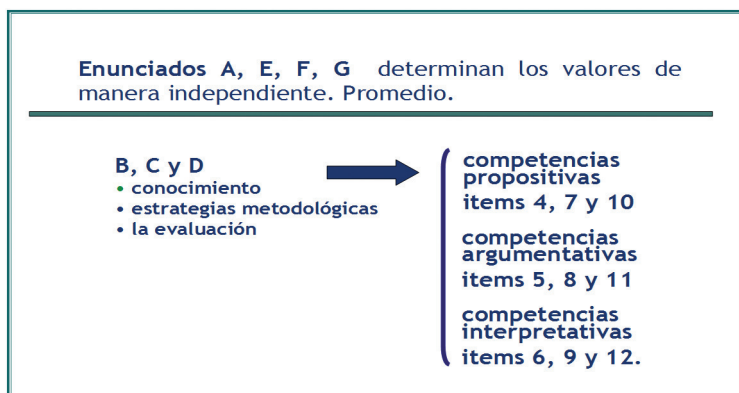 Enunciados A, E, F, G determinan los valores de
manera independiente. Promedio.
B, C y D
• conocimiento
• estrategias metodológicas
• la evaluación
competencias
propositivas
items 4, 7 y 10
competencias
argumentativas
items 5, 8 y 11
competencias
interpretativas
items 6, 9 y 12.